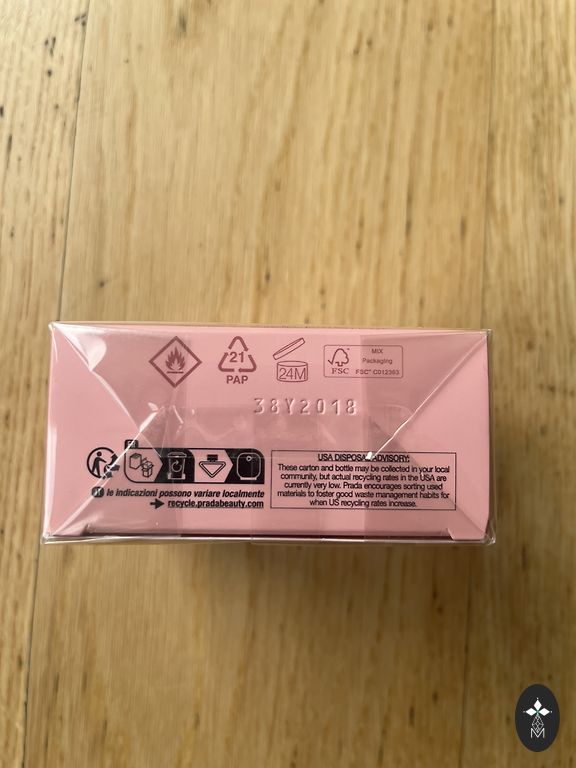 21
PAP
24M
FSC
MIX
Packaging
FSC™ C012363
38Y2018
le indicazioni possono variare localmente
recycle.pradabeauty.com
USA DISPOSAL ADVISORY:
These carton and bottle may be collected in your local
community, but actual recycling rates in the USA are
currently very low. Prada encourages sorting used
materials to foster good waste management habits for
when US recycling rates increase.
M